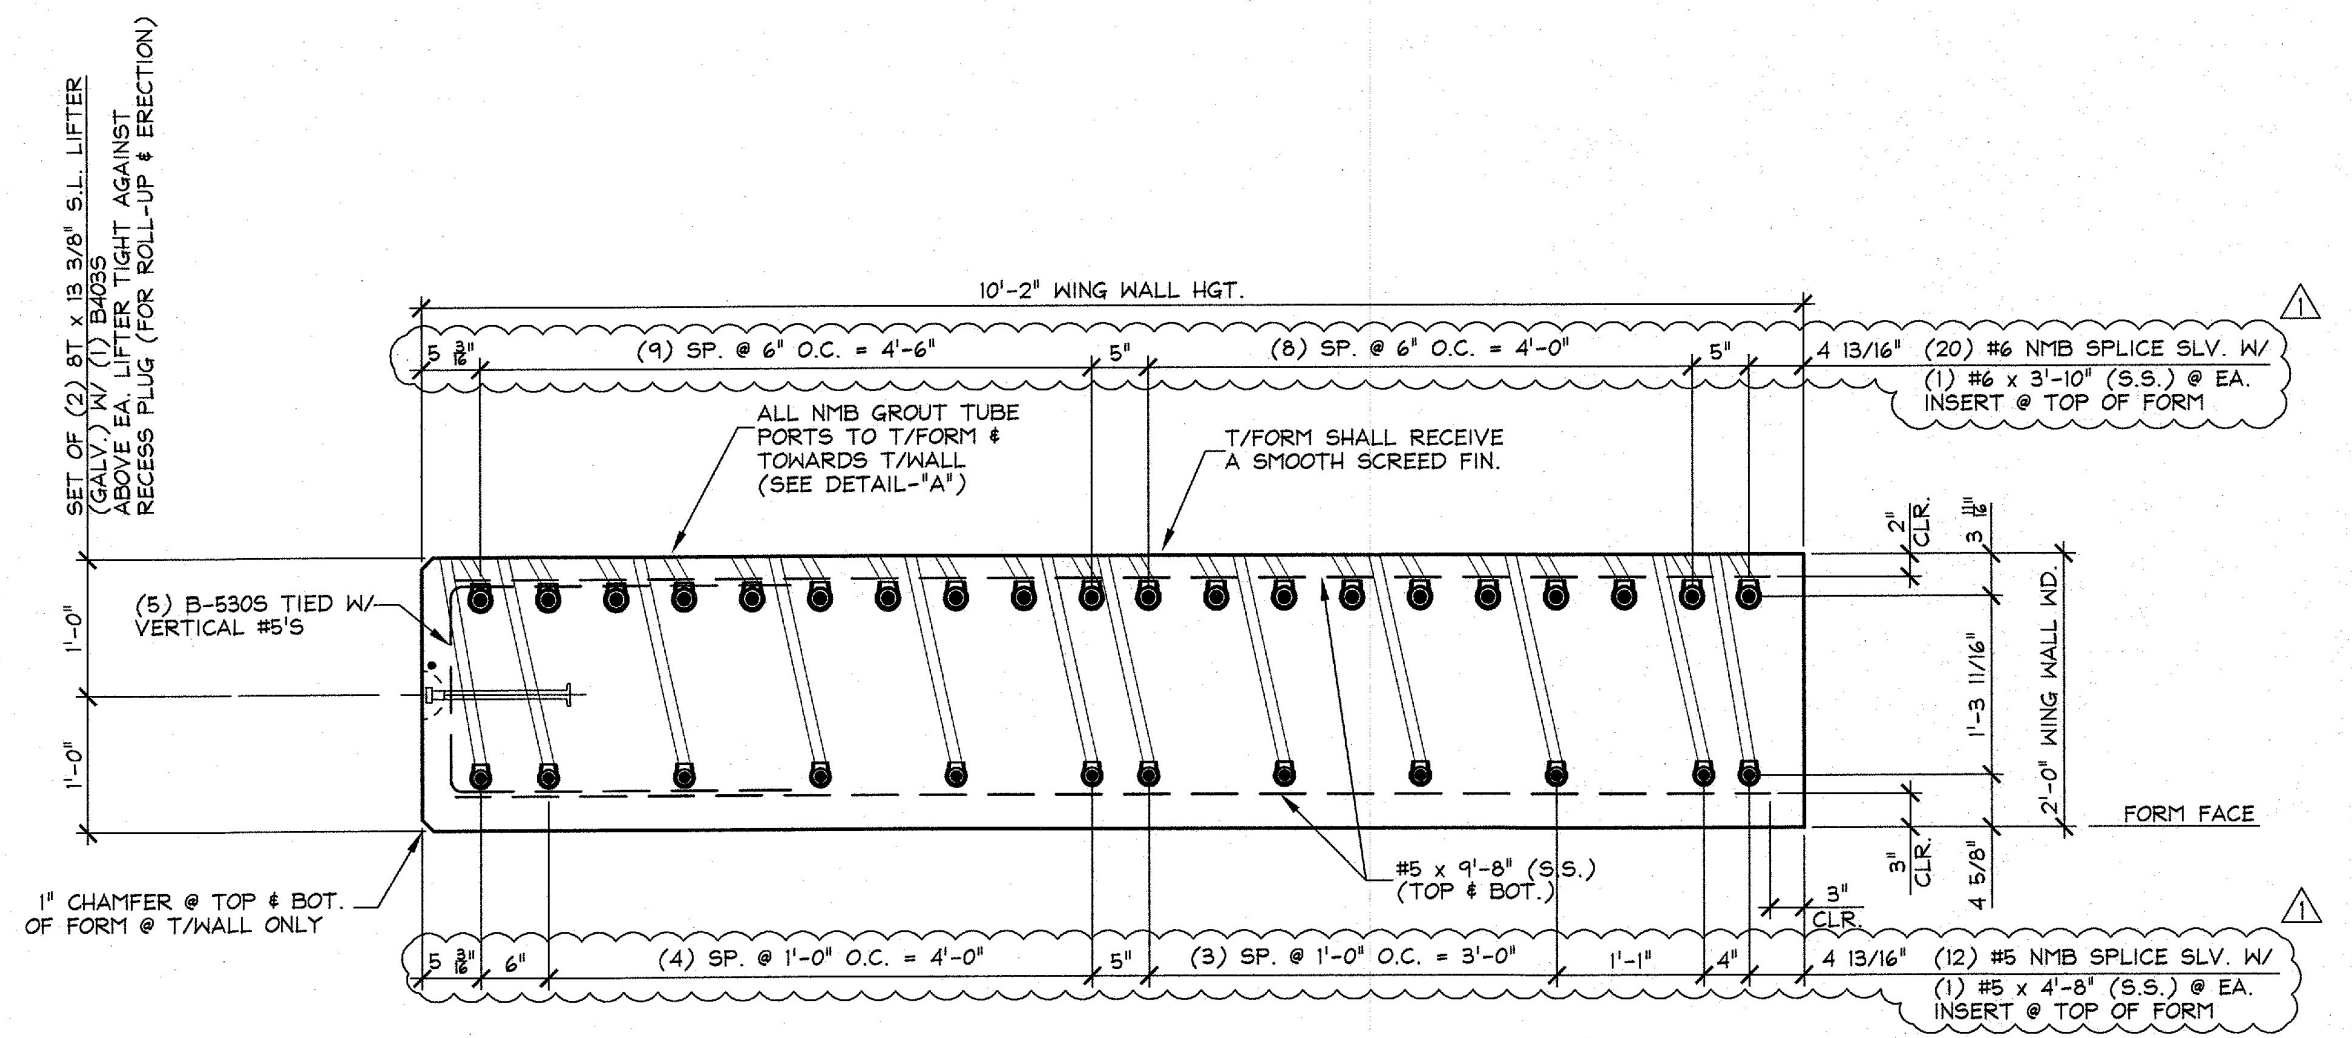 SET OF (2) 8T x 13 3/8" S.L. LIFTER
(GALV.) W/ (1) B403S
ABOVE EA. LIFTER TIGHT AGAINST
RECESS PLUG (FOR ROLL-UP & ERECTION)
10'-2" WING WALL HGT.
1
5 3/16"
(9) SP. @ 6" O.C. = 4'-6"
5"
(8) SP. @ 6" O.C. = 4'-0"
5"
4 13/16"
(20) #6 NMB SPLICE SLV. W/
(1) #6 x 3'-10" (S.S.) @ EA.
INSERT @ TOP OF FORM
ALL NMB GROUT TUBE
PORTS TO T/FORM &
TOWARDS T/WALL
(SEE DETAIL-"A")
T/FORM SHALL RECEIVE
A SMOOTH SCREED FIN.
2"
CLR.
3 11/16"
(5) B-530S TIED W/
VERTICAL #5'S
1'-0"
1'-0"
1'-3 11/16"
2'-0" WING WALL WD.
FORM FACE
3"
CLR.
4 5/8"
#5 x 9'-8" (S.S.)
(TOP & BOT.)
3"
CLR.
1" CHAMFER @ TOP & BOT.
OF FORM @ T/WALL ONLY
1
5 3/16"
6"
(4) SP. @ 1'-0" O.C. = 4'-0"
5"
(3) SP. @ 1'-0" O.C. = 3'-0"
1'-1"
4"
4 13/16"
(12) #5 NMB SPLICE SLV. W/
(1) #5 x 4'-8" (S.S.) @ EA.
INSERT @ TOP OF FORM